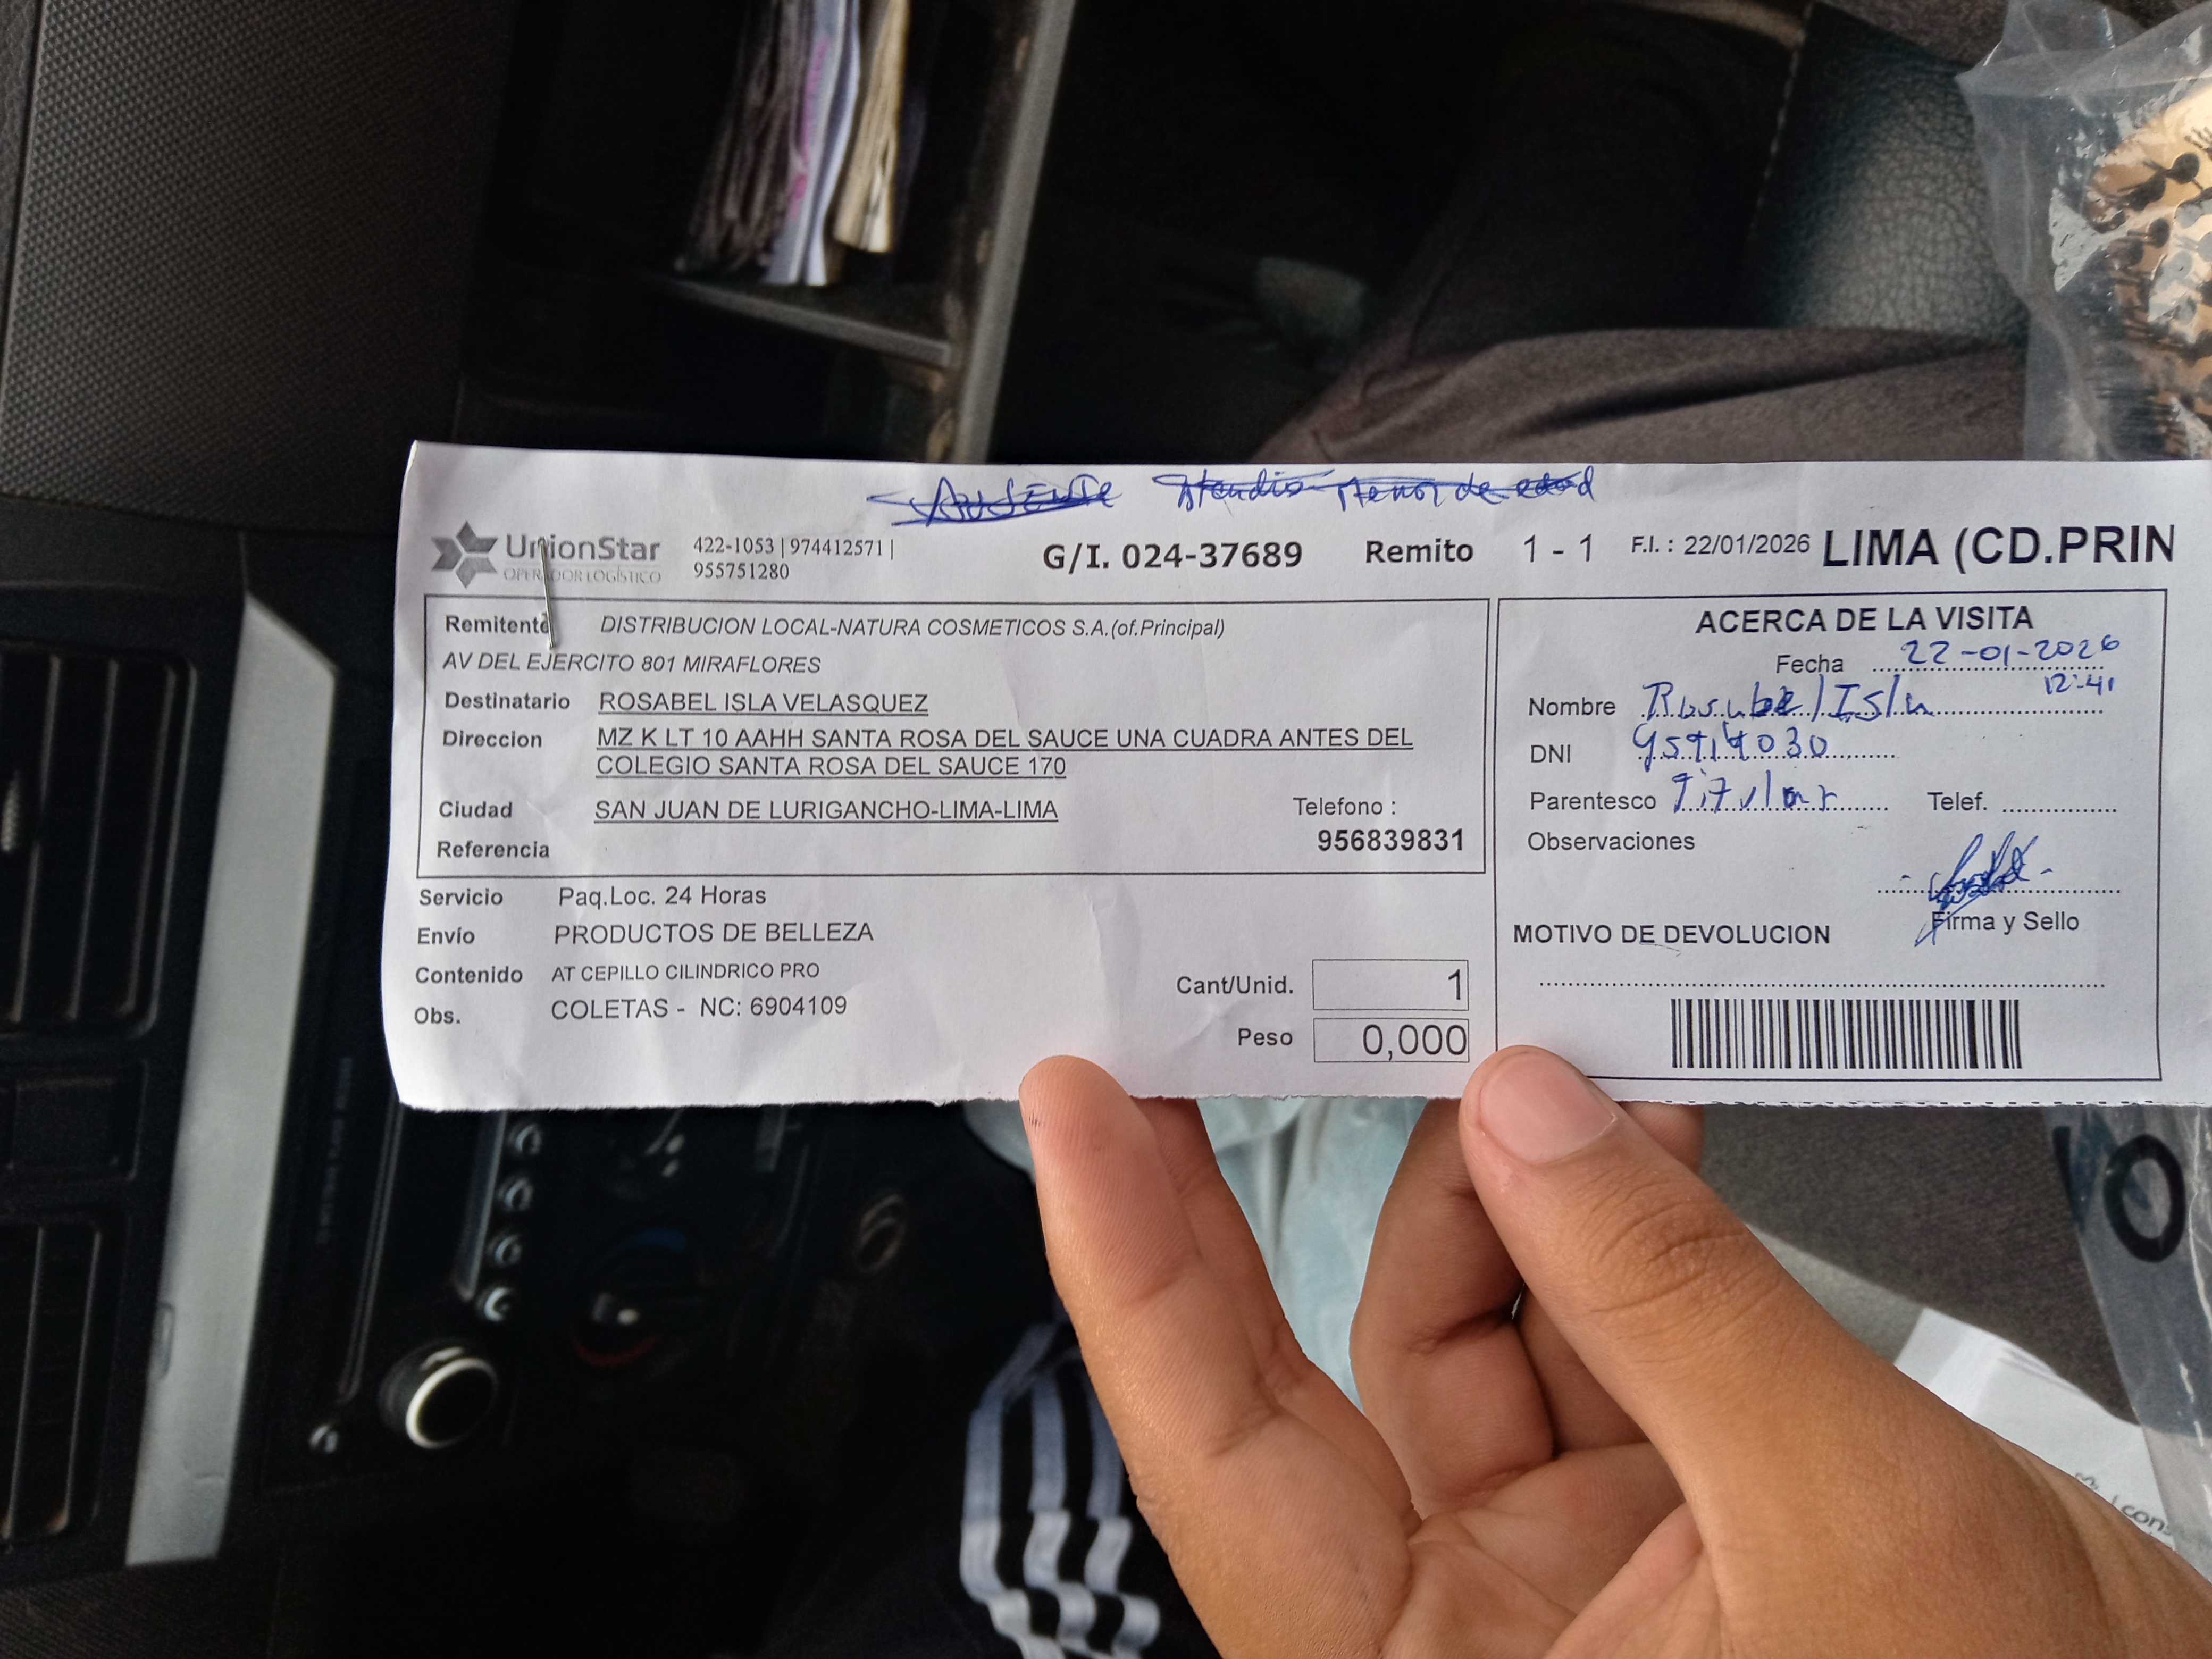 Ausente Atendio Menor de edad
UnionStar
OPERADOR LOGÍSTICO
422-1053 | 974412571 |
955751280
G/I. 024-37689 Remito 1 - 1 F.I. : 22/01/2026 LIMA (CD.PRIN
Remitente DISTRIBUCION LOCAL-NATURA COSMETICOS S.A.(of.Principal)
AV DEL EJERCITO 801 MIRAFLORES
Destinatario ROSABEL ISLA VELASQUEZ
Direccion MZ K LT 10 AAHH SANTA ROSA DEL SAUCE UNA CUADRA ANTES DEL
COLEGIO SANTA ROSA DEL SAUCE 170
Ciudad SAN JUAN DE LURIGANCHO-LIMA-LIMA Telefono :
Referencia 956839831
Servicio Paq.Loc. 24 Horas
Envío PRODUCTOS DE BELLEZA
Contenido AT CEPILLO CILINDRICO PRO
Obs. COLETAS - NC: 6904109
Cant/Unid. 1
Peso 0,000
ACERCA DE LA VISITA
Fecha 22-01-2026
12:41
Nombre Rosabel Isla
DNI
Parentesco Titular Telef.
Observaciones
Firma y Sello
MOTIVO DE DEVOLUCION